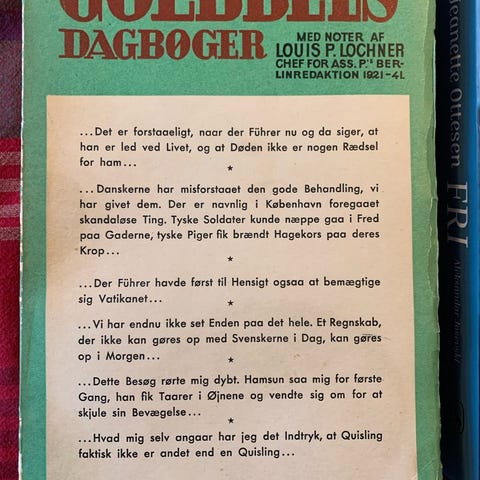 GOEBBELS
DAGBØGER
MED NOTER AF
LOUIS P. LOCHNER
CHEF FOR ASS. P.'S BER-
LINREDAKTION 1921-41.
...Det er forstaaeligt, naar der Führer nu og da siger, at
han er led ved Livet, og at Døden ikke er nogen Rædsel
for ham...
*
...Danskerne har misforstaaet den gode Behandling, vi
har givet dem. Der er navnlig i København foregaaet
skandaløse Ting. Tyske Soldater kunde næppe gaa i Fred
paa Gaderne, tyske Piger fik brændt Hagekors paa deres
Krop...
*
...Der Führer havde først til Hensigt ogsaa at bemægtige
sig Vatikanet...
*
...Vi har endnu ikke set Enden paa det hele. Et Regnskab,
der ikke kan gøres op med Svenskerne i Dag, kan gøres
op i Morgen...
*
...Dette Besøg rørte mig dybt. Hamsun saa mig for første
Gang, han fik Taarer i Øjnene og vendte sig om for at
skjule sin Bevægelse...
*
...Hvad mig selv angaar har jeg det Indtryk, at Quisling
faktisk ikke er andet end en Quisling...
Jeanette Ottesen
FRI